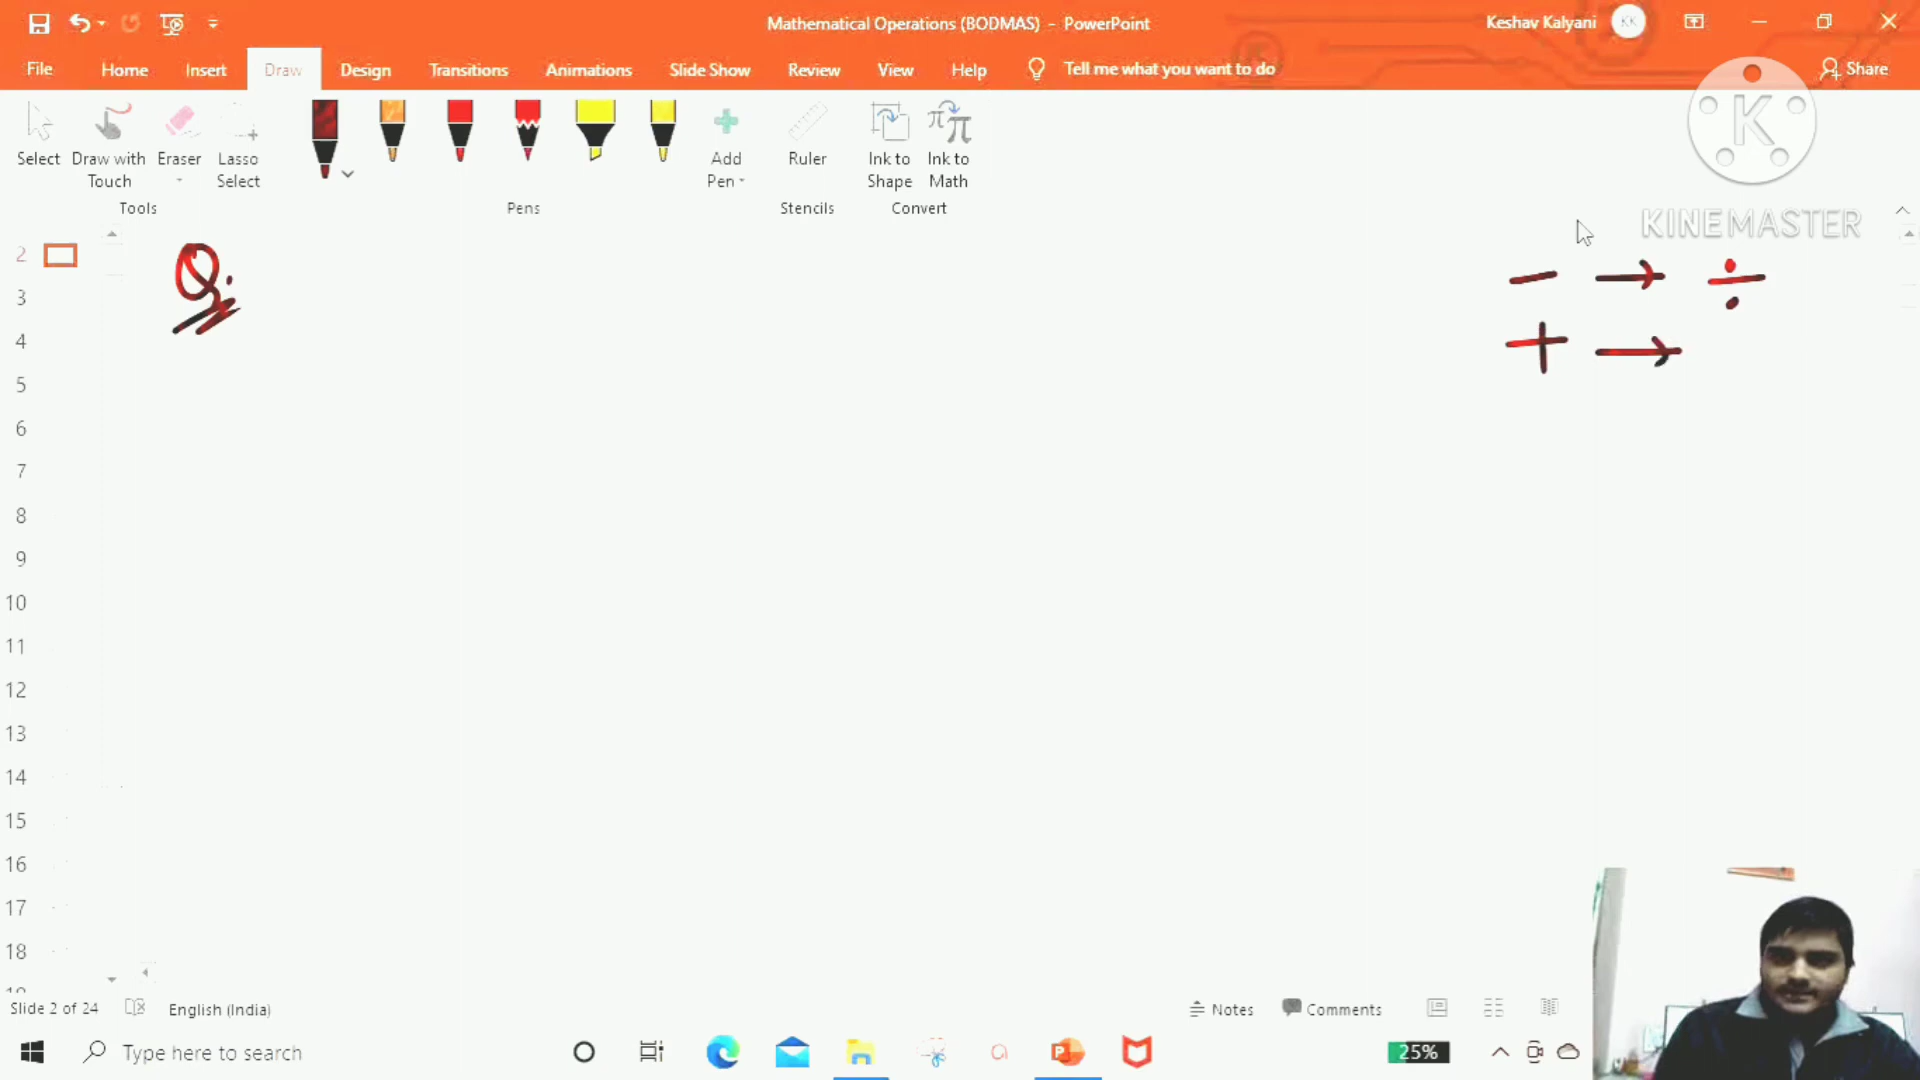 Mathematical Operations (BODMAS) - PowerPoint
Keshav Kalyani KK
File Home Insert Draw Design Transitions Animations Slide Show Review View Help Tell me what you want to do Share
Select Draw with Touch Eraser Lasso Select Add Pen Ruler Ink to Shape Ink to Math
Tools Pens Stencils Convert
K
KINEMASTER
Q.
− → ÷
+ →
2
3
4
5
6
7
8
9
10
11
12
13
14
15
16
17
18
Slide 2 of 24 English (India) Notes Comments
Type here to search 25%